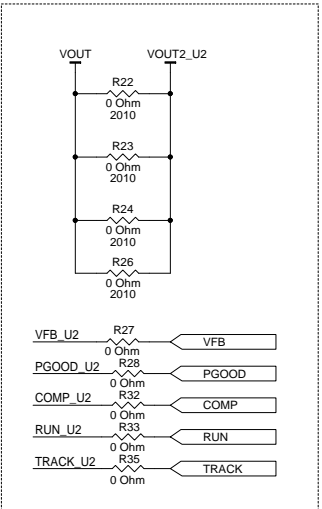 VOUT VOUT2_U2
R22
0 Ohm
2010
R23
0 Ohm
2010
R24
0 Ohm
2010
R26
0 Ohm
2010
VFB_U2 R27 VFB
0 Ohm
PGOOD_U2 R28 PGOOD
0 Ohm
COMP_U2 R32 COMP
0 Ohm
RUN_U2 R33 RUN
0 Ohm
TRACK_U2 R35 TRACK
0 Ohm